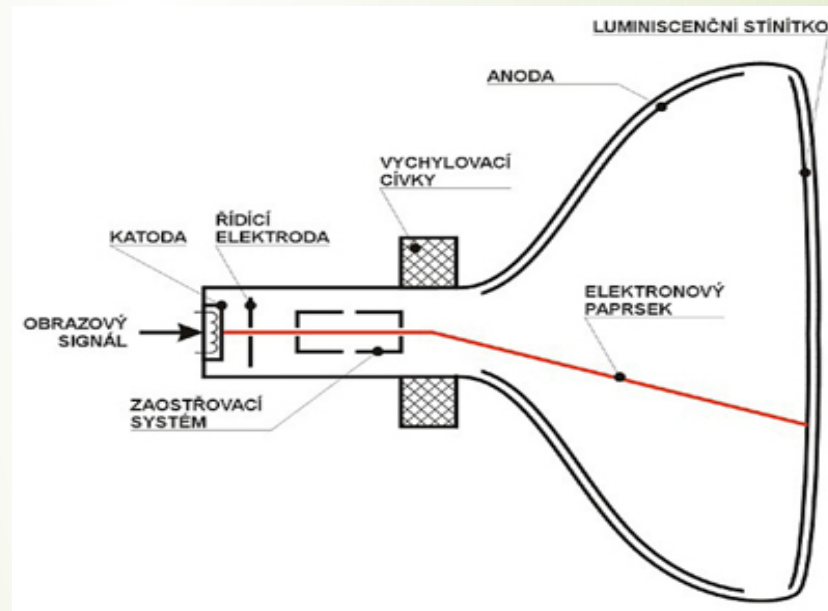 LUMINISCENČNÍ STÍNÍTKO
ANODA
VYCHYLOVACÍ
CÍVKY
ŘÍDÍCÍ
ELEKTRODA
KATODA
ELEKTRONOVÝ
PAPRSEK
OBRAZOVÝ
SIGNÁL
ZAOSTŘOVACÍ
SYSTÉM